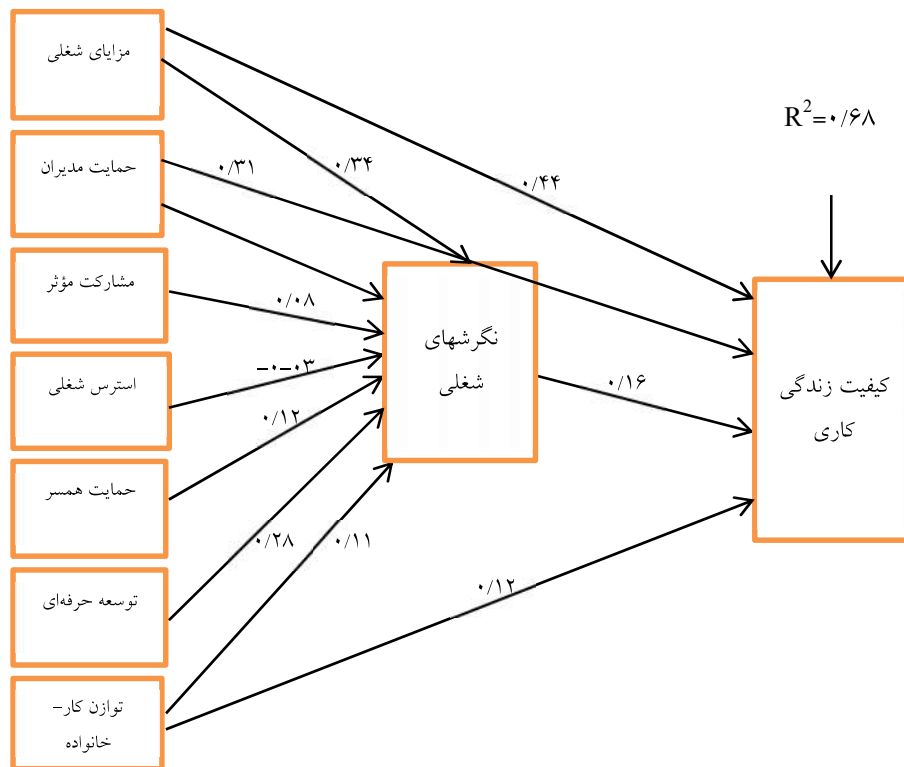 مزایای شغلی
R²=۰/۶۸
حمایت مدیران
۰/۳۱
۰/۳۴
۰/۴۴
مشارکت مؤثر
۰/۰۸
نگرشهای
شغلی
استرس شغلی
-۰-۰۳
۰/۱۶
کیفیت زندگی
کاری
۰/۱۲
حمایت همسر
۰/۲۸
۰/۱۱
توسعه حرفه‌ای
۰/۱۲
توازن کار-
خانواده